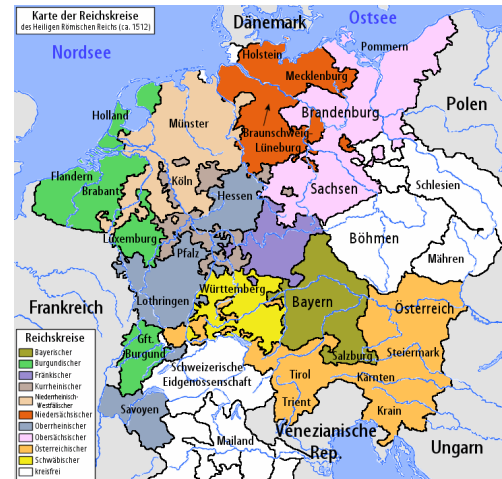 Karte der Reichskreise
des Heiligen Römischen Reichs (ca. 1512)
Dänemark
Ostsee
Nordsee
Pommern
Holstein
Mecklenburg
Polen
Holland
Münster
Brandenburg
Braunschweig-
Lüneburg
Flandern
Brabant
Köln
Hessen
Sachsen
Schlesien
Luxemburg
Pfalz
Böhmen
Mähren
Frankreich
Lothringen
Württemberg
Bayern
Österreich
Reichskreise
Bayerischer
Burgundischer
Fränkischer
Kurrheinischer
Niederrheinisch-
Westfälischer
Niedersächsischer
Oberrheinischer
Obersächsischer
Österreichischer
Schwäbischer
kreisfrei
Gft.
Burgund
Salzburg
Steiermark
Schweizerische
Eidgenossenschaft
Tirol
Kärnten
Trient
Krain
Savoyen
Mailand
Venezianische
Rep.
Ungarn